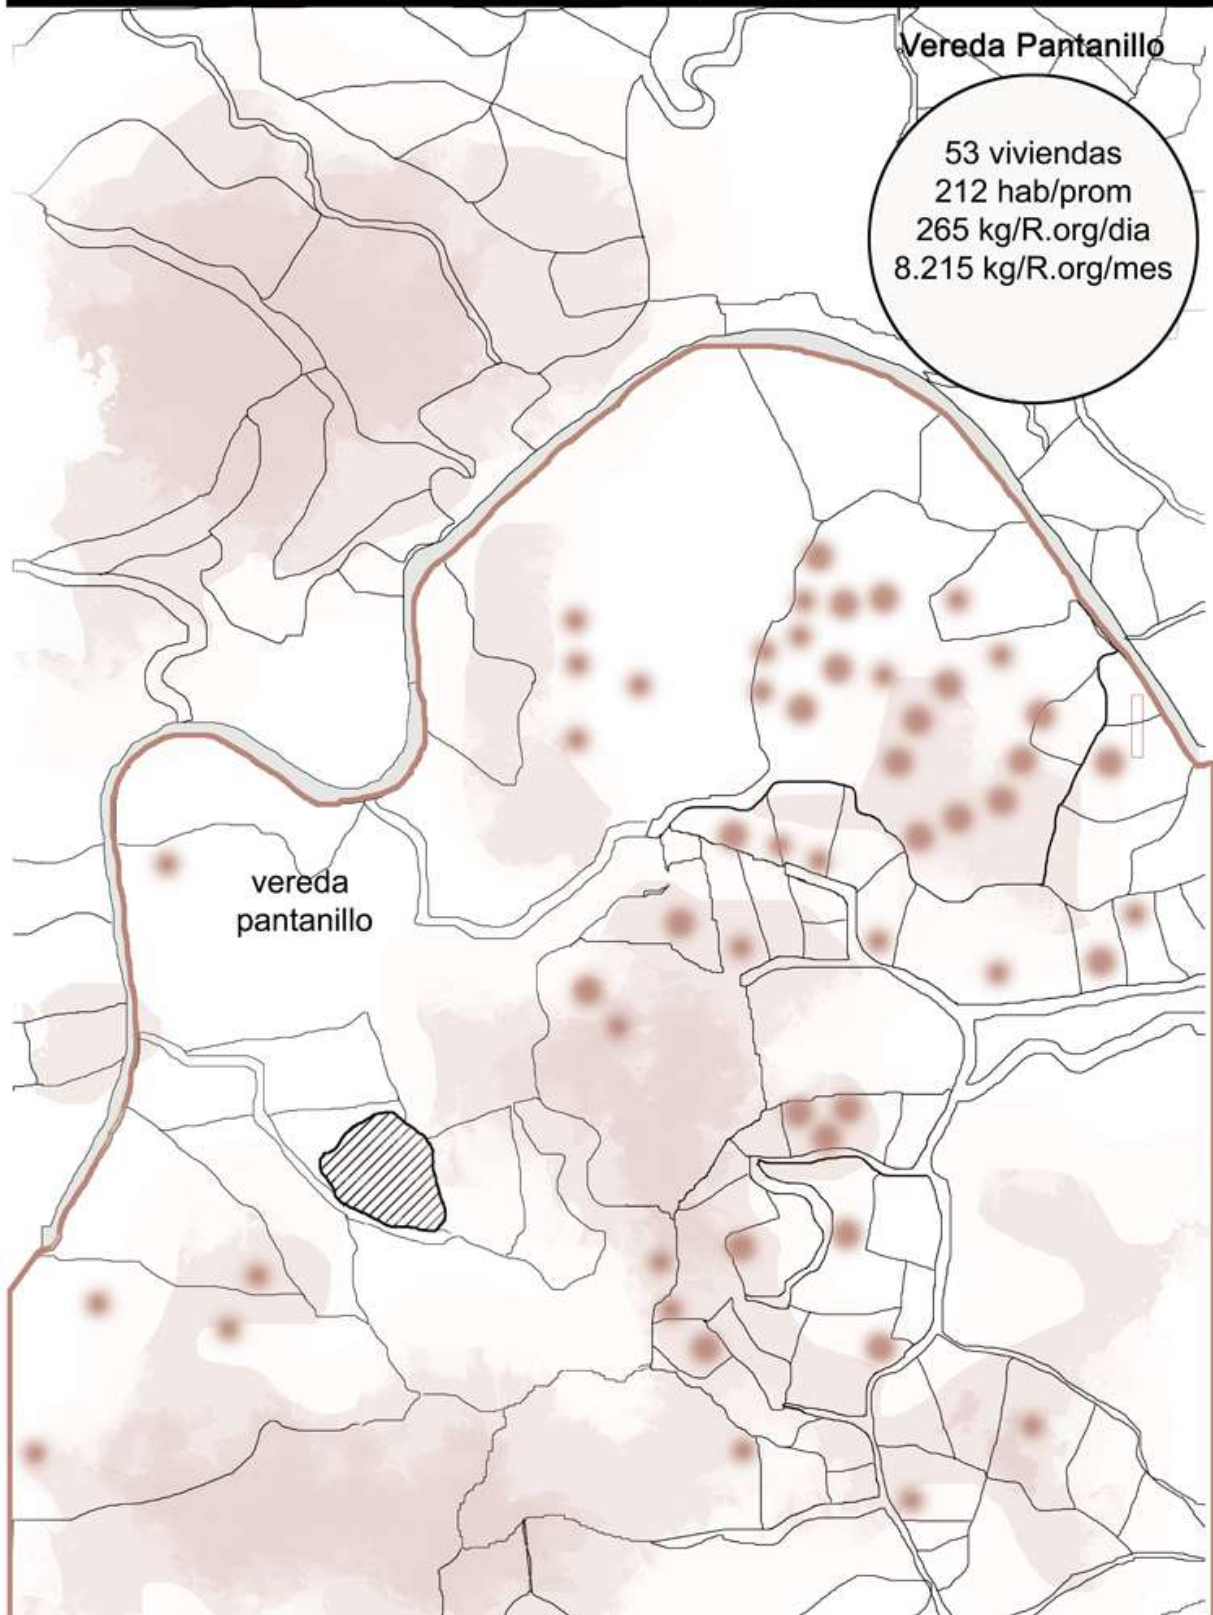 Vereda Pantanillo
53 viviendas
212 hab/prom
265 kg/R.org/dia
8.215 kg/R.org/mes
vereda
pantanillo